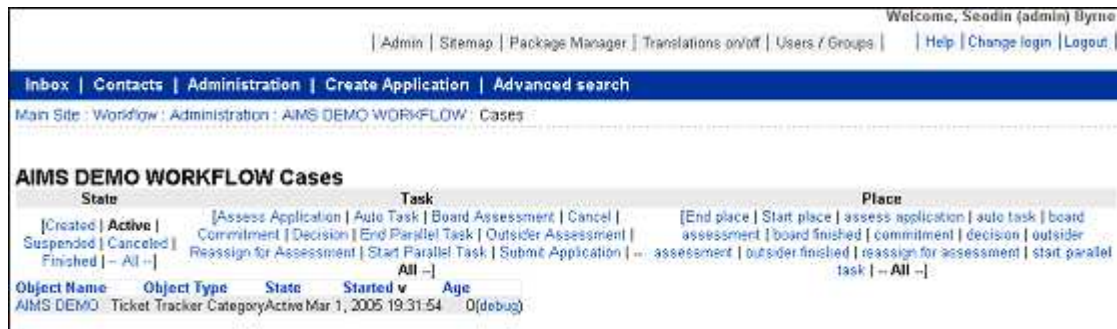 Welcome, Seodin (admin) Byrne
| Admin | Sitemap | Package Manager | Translations on/off | Users / Groups | | Help | Change login | Logout |
Inbox | Contacts | Administration | Create Application | Advanced search
Main Site : Workflow : Administration : AIMS DEMO WORKFLOW : Cases
AIMS DEMO WORKFLOW Cases
State Task Place
[Created | Active | Suspended | Canceled | Finished | -- All --]
[Assess Application | Auto Task | Board Assessment | Cancel |
Commitment | Decision | End Parallel Task | Outsider Assessment |
Reassign for Assessment | Start Parallel Task | Submit Application | --
All --]
[End place | Start place | assess application | auto task | board
assessment | board finished | commitment | decision | outsider
assessment | outsider finished | reassign for assessment | start parallel
task | -- All --]
Object Name Object Type State Started v Age
AIMS DEMO Ticket Tracker Category Active Mar 1, 2005 19:31:54 0(debug)